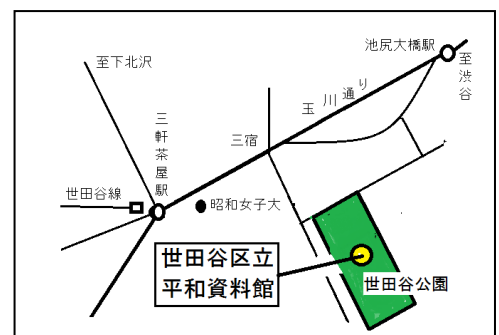 池尻大橋駅
至渋谷
至下北沢
玉川通り
三宿
三軒茶屋駅
世田谷線
昭和女子大
世田谷区立
平和資料館
世田谷公園